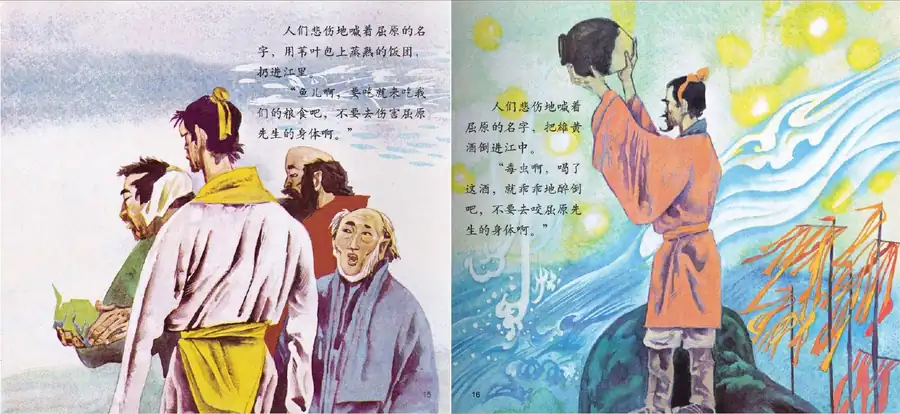 人们悲伤地喊着屈原的名
字，用苇叶包上蒸熟的饭团，
扔进江里。
“鱼儿啊，要吃就来吃我
们的粮食吧，不要去伤害屈原
先生的身体啊。”
15
人们悲伤地喊着
屈原的名字，把雄黄
酒倒进江中。
“毒虫啊，喝了
这酒，就乖乖地醉倒
吧，不要去咬屈原先
生的身体啊。”
16